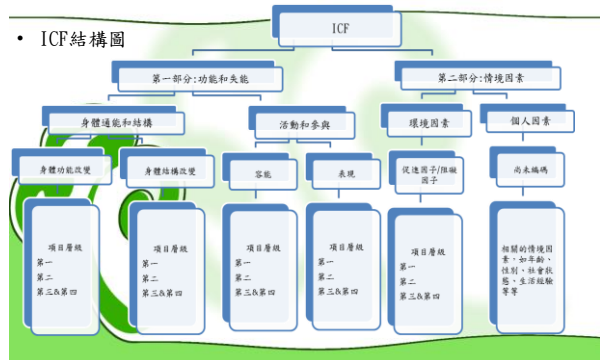 • ICF結構圖
ICF
第一部分:功能和失能
第二部分:情境因素
身體通能和結構
活動和參與
環境因素
個人因素
身體功能改變
身體結構改變
容能
表現
促進因子/阻礙
因子
尚未編碼
項目層級
第一
第二
第三&第四
項目層級
第一
第二
第三&第四
項目層級
第一
第二
第三&第四
項目層級
第一
第二
第三&第四
項目層級
第一
第二
第三&第四
相關的情境因
素，如年齡、
性別、社會狀
態、生活經驗
等等